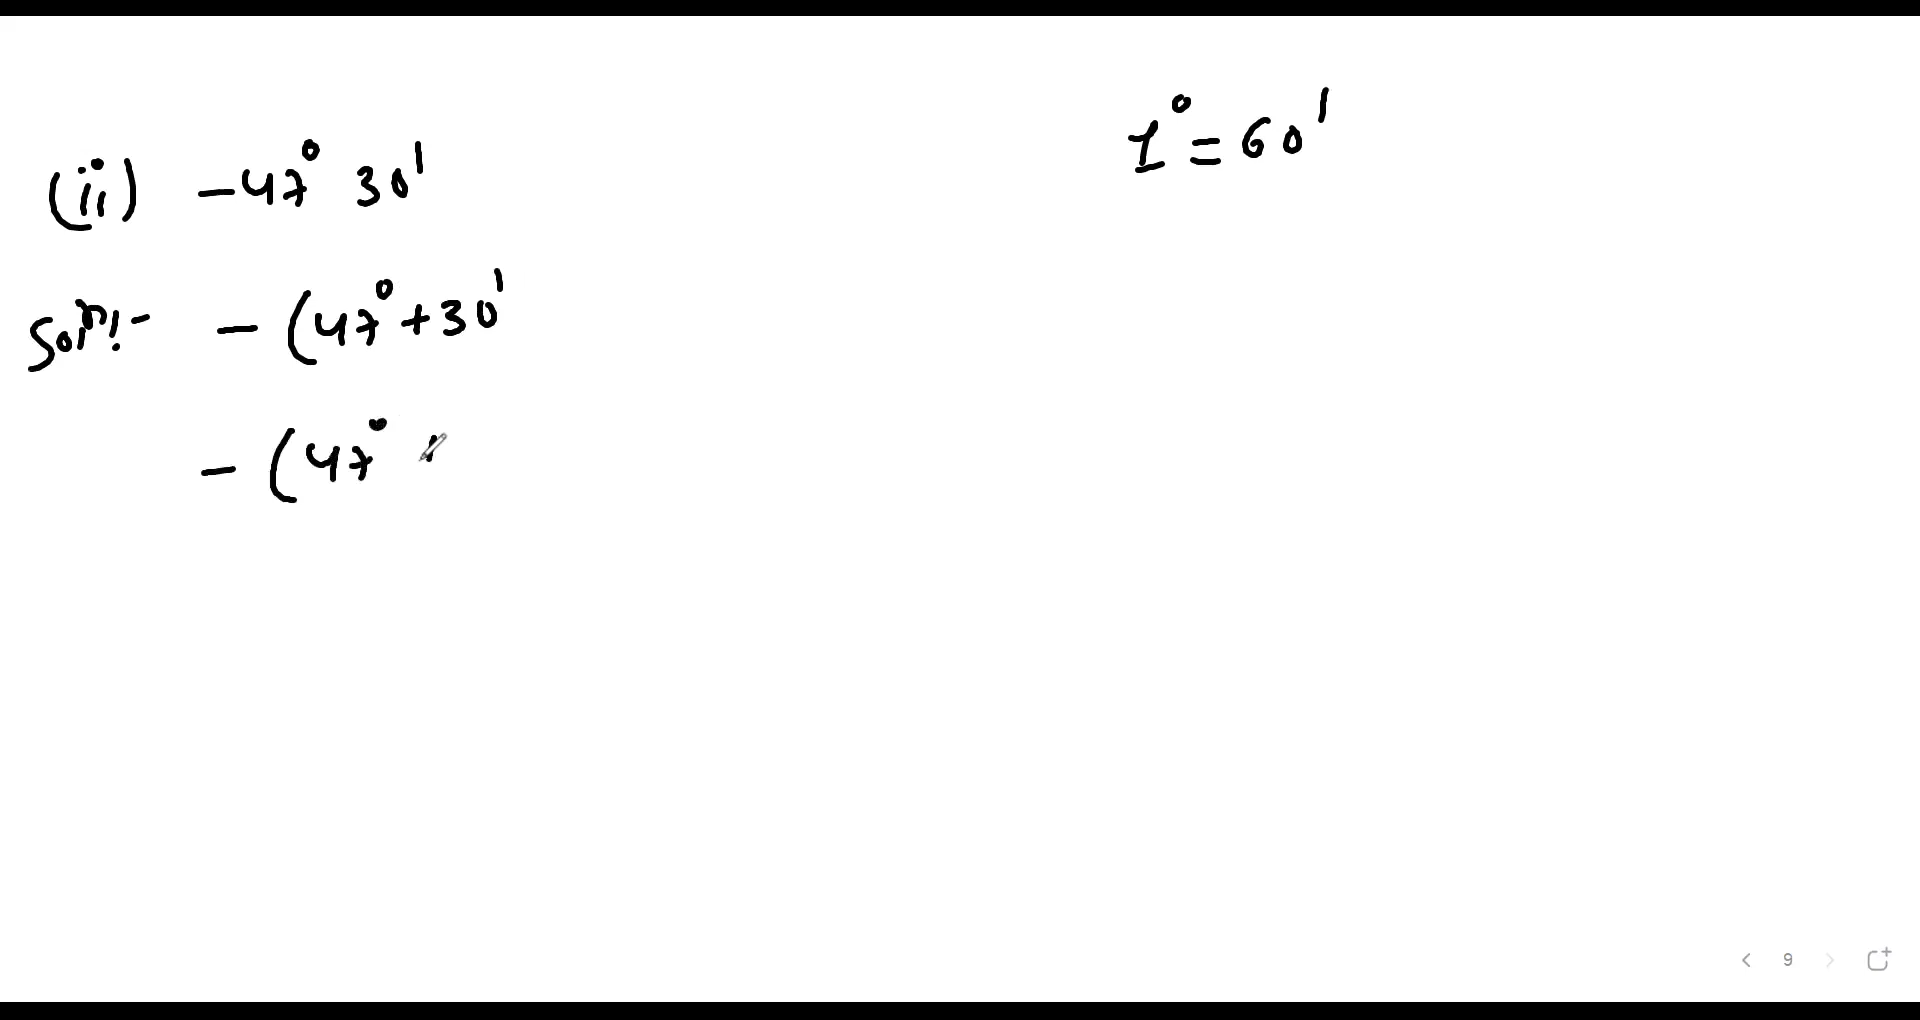 1° = 60'
(ii) -47° 30'
Solⁿ:- - (47° + 30'
- (47°
9